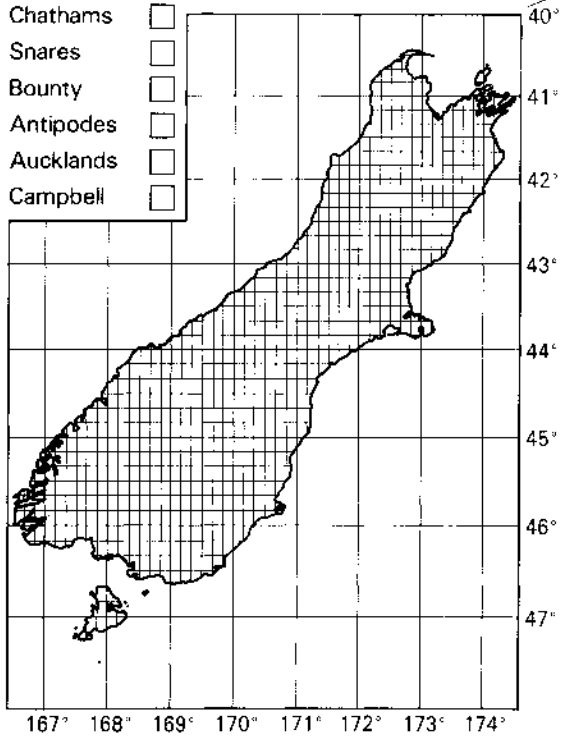 Chathams
Snares
Bounty
Antipodes
Aucklands
Campbell
40°
41°
42°
43°
44°
45°
46°
47°
167° 168° 169° 170° 171° 172° 173° 174°